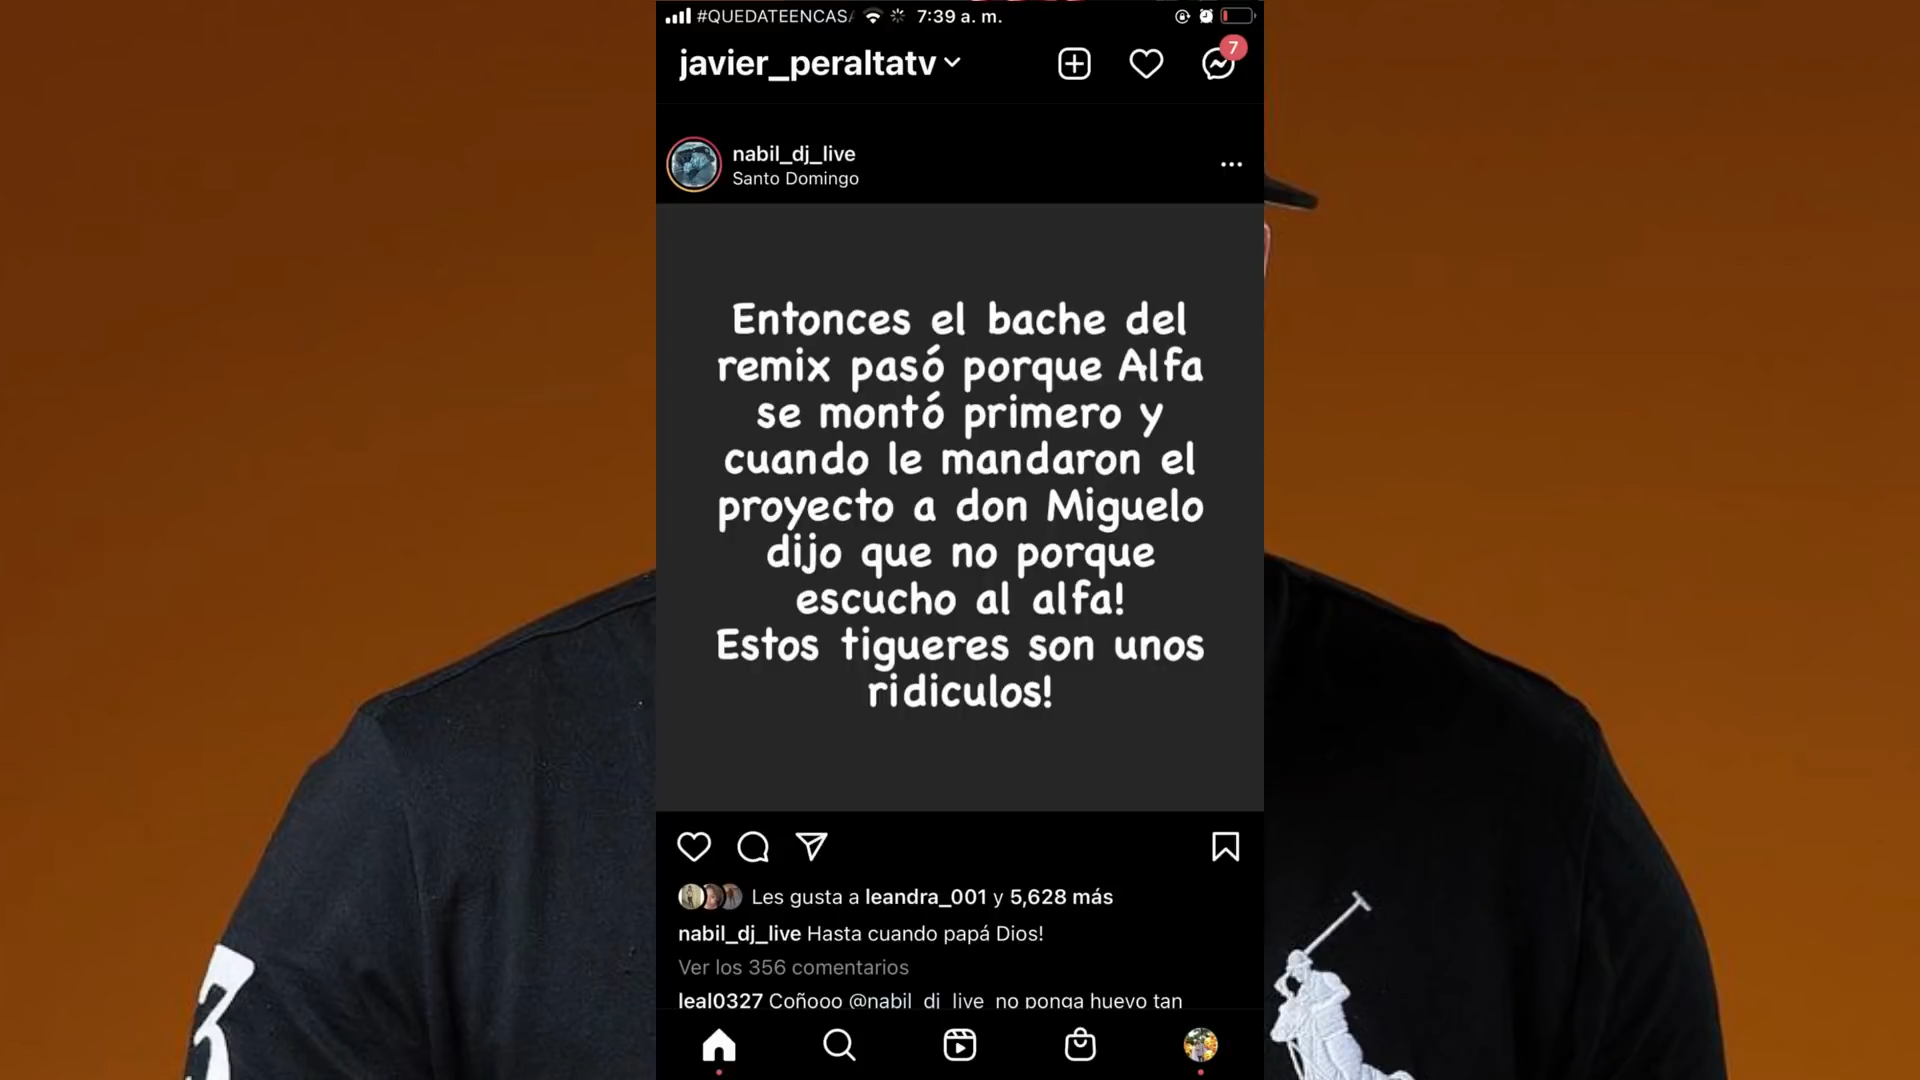 #QUEDATEENCASA 7:39 a. m.
javier_peraltatv
7
nabil_dj_live
Santo Domingo
Entonces el bache del
remix pasó porque Alfa
se montó primero y
cuando le mandaron el
proyecto a don Miguelo
dijo que no porque
escucho al alfa!
Estos tigueres son unos
ridiculos!
Les gusta a leandra_001 y 5,628 más
nabil_dj_live Hasta cuando papá Dios!
Ver los 356 comentarios
leal0327 Coñooo @nabil_dj_live no ponga huevo tan
3